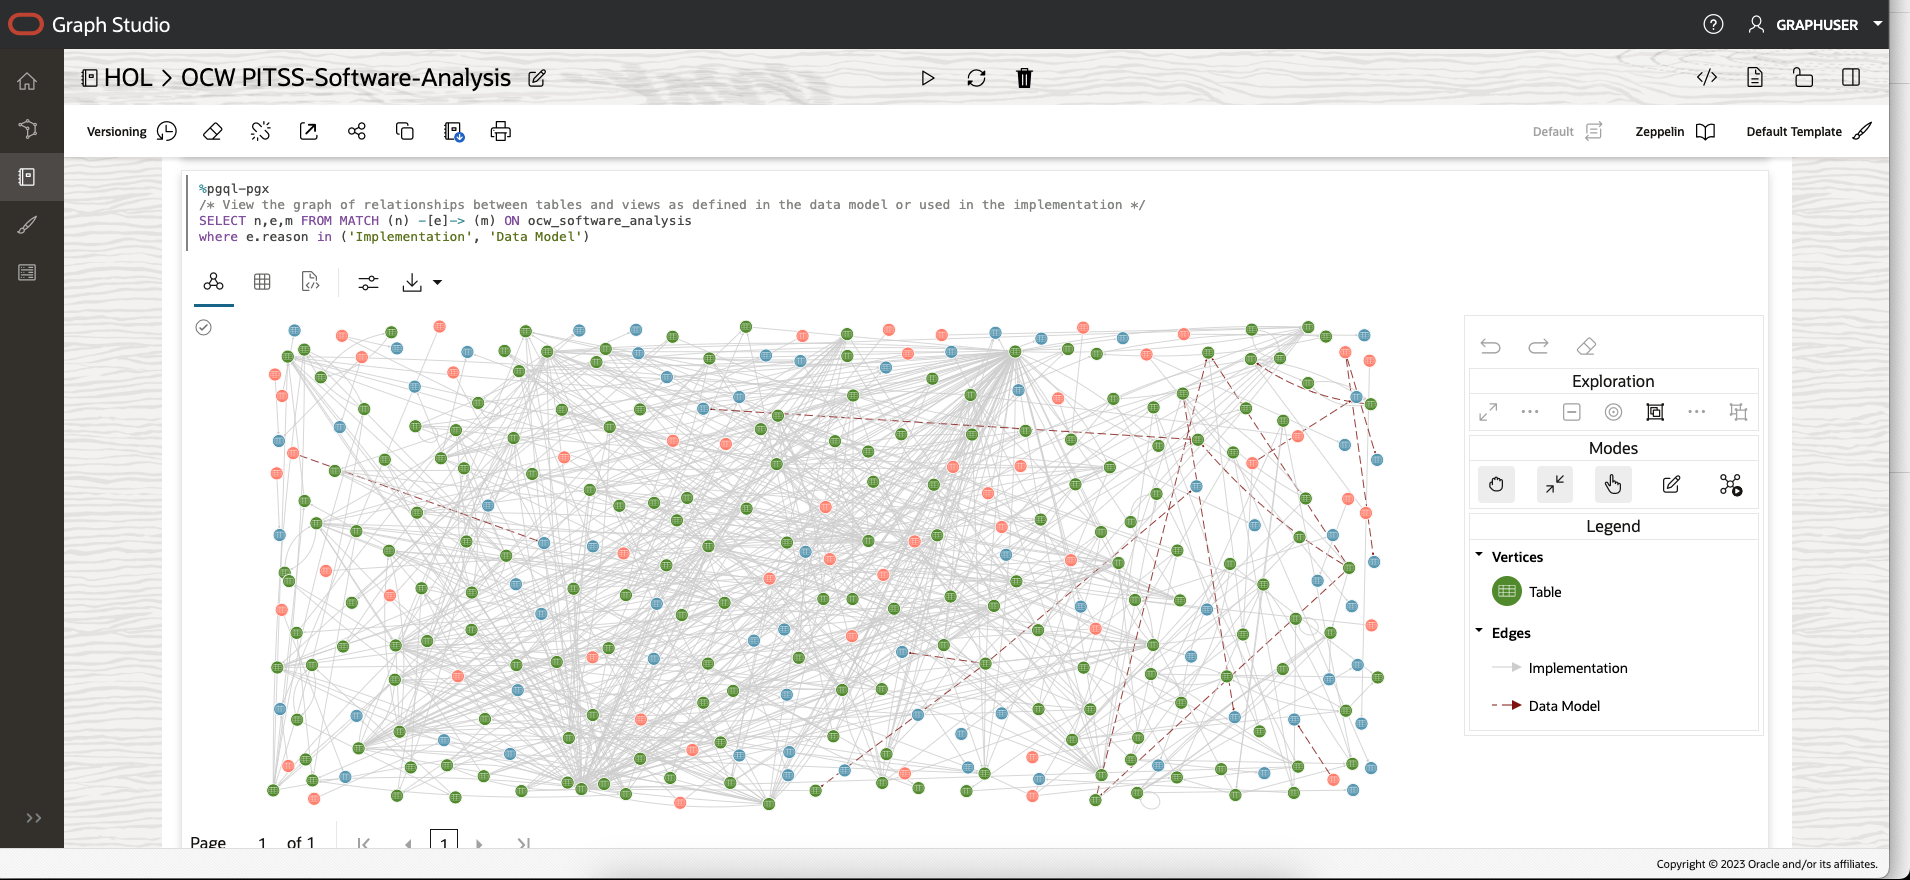 Graph Studio
GRAPHUSER
HOL > OCW PITSS-Software-Analysis
Versioning
Default
Zeppelin
Default Template
%pgql-pgx
/* View the graph of relationships between tables and views as defined in the data model or used in the implementation */
SELECT n,e,m FROM MATCH (n) -[e]-> (m) ON ocw_software_analysis
where e.reason in ('Implementation', 'Data Model')
Exploration
Modes
Legend
Vertices
Table
Edges
Implementation
Data Model
Page 1 of 1
1
Copyright © 2023 Oracle and/or its affiliates.